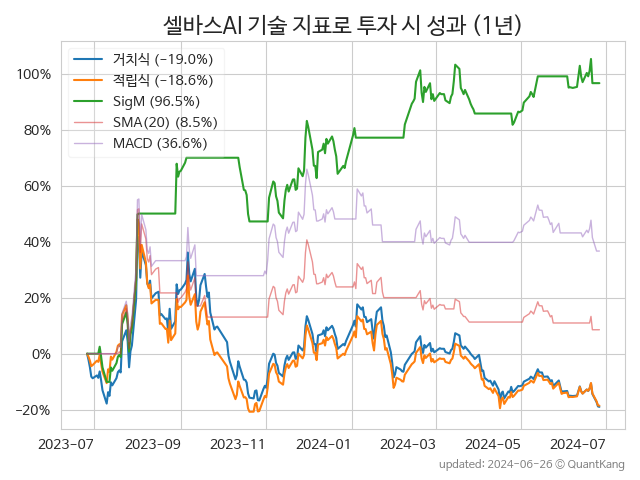 셀바스AI 기술 지표로 투자 시 성과 (1년)
거치식 (−19.0%)
적립식 (−18.6%)
SigM (96.5%)
SMA(20) (8.5%)
MACD (36.6%)
100%
80%
60%
40%
20%
0%
−20%
2023-07 2023-09 2023-11 2024-01 2024-03 2024-05 2024-07
updated: 2024-06-26 ⓒ QuantKang